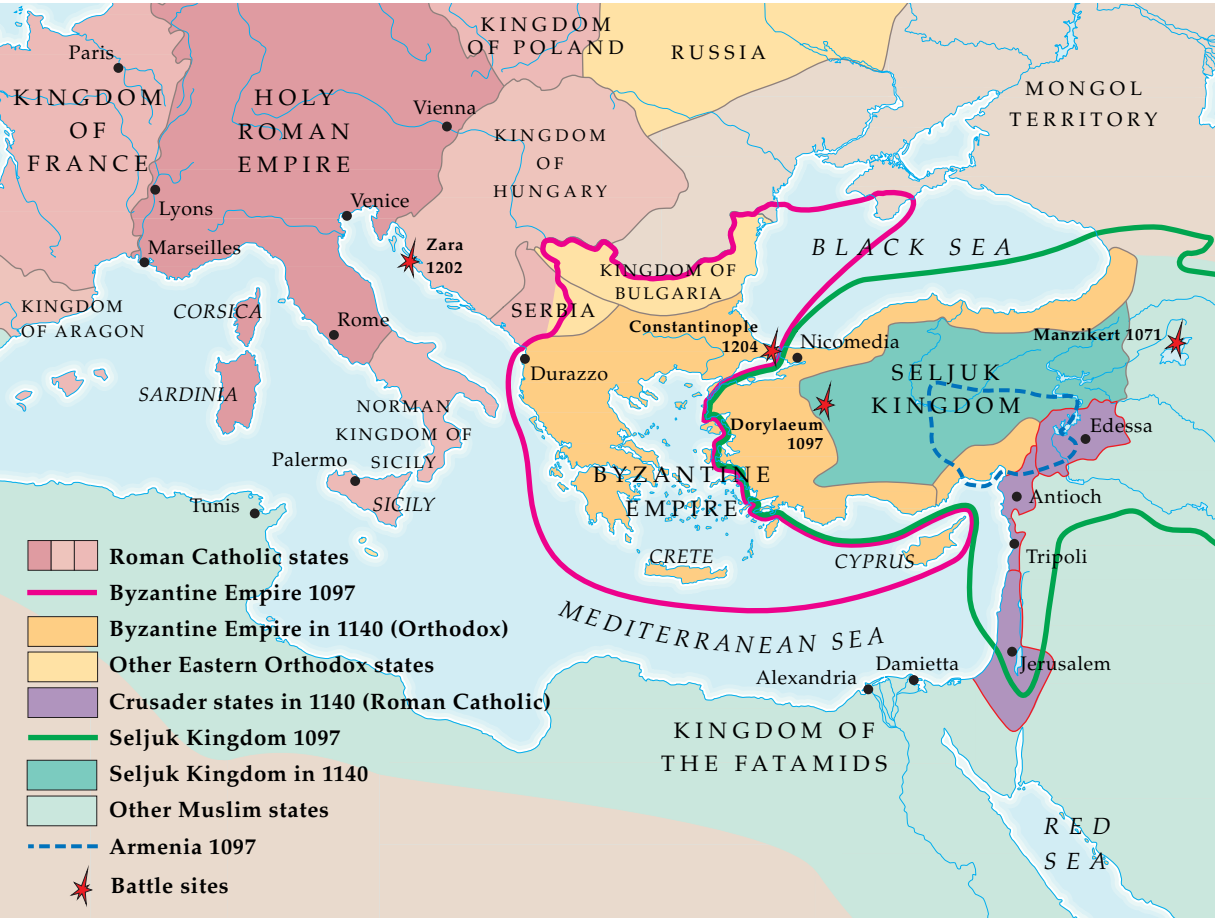 KINGDOM
OF POLAND
RUSSIA
Paris
KINGDOM
OF
FRANCE
HOLY
ROMAN
EMPIRE
Vienna
KINGDOM
OF
HUNGARY
MONGOL
TERRITORY
Lyons
Venice
Marseilles
Zara
1202
BLACK SEA
KINGDOM OF
BULGARIA
KINGDOM
OF ARAGON
CORSICA
SERBIA
Rome
Constantinople
1204
Nicomedia
Manzikert 1071
Durazzo
SELJUK
KINGDOM
SARDINIA
NORMAN
KINGDOM OF
SICILY
Dorylaeum
1097
Edessa
Palermo
SICILY
BYZANTINE
EMPIRE
Antioch
Tunis
CRETE
CYPRUS
Tripoli
MEDITERRANEAN SEA
Alexandria
Damietta
Jerusalem
KINGDOM OF
THE FATAMIDS
RED
SEA
Roman Catholic states
Byzantine Empire 1097
Byzantine Empire in 1140 (Orthodox)
Other Eastern Orthodox states
Crusader states in 1140 (Roman Catholic)
Seljuk Kingdom 1097
Seljuk Kingdom in 1140
Other Muslim states
Armenia 1097
Battle sites